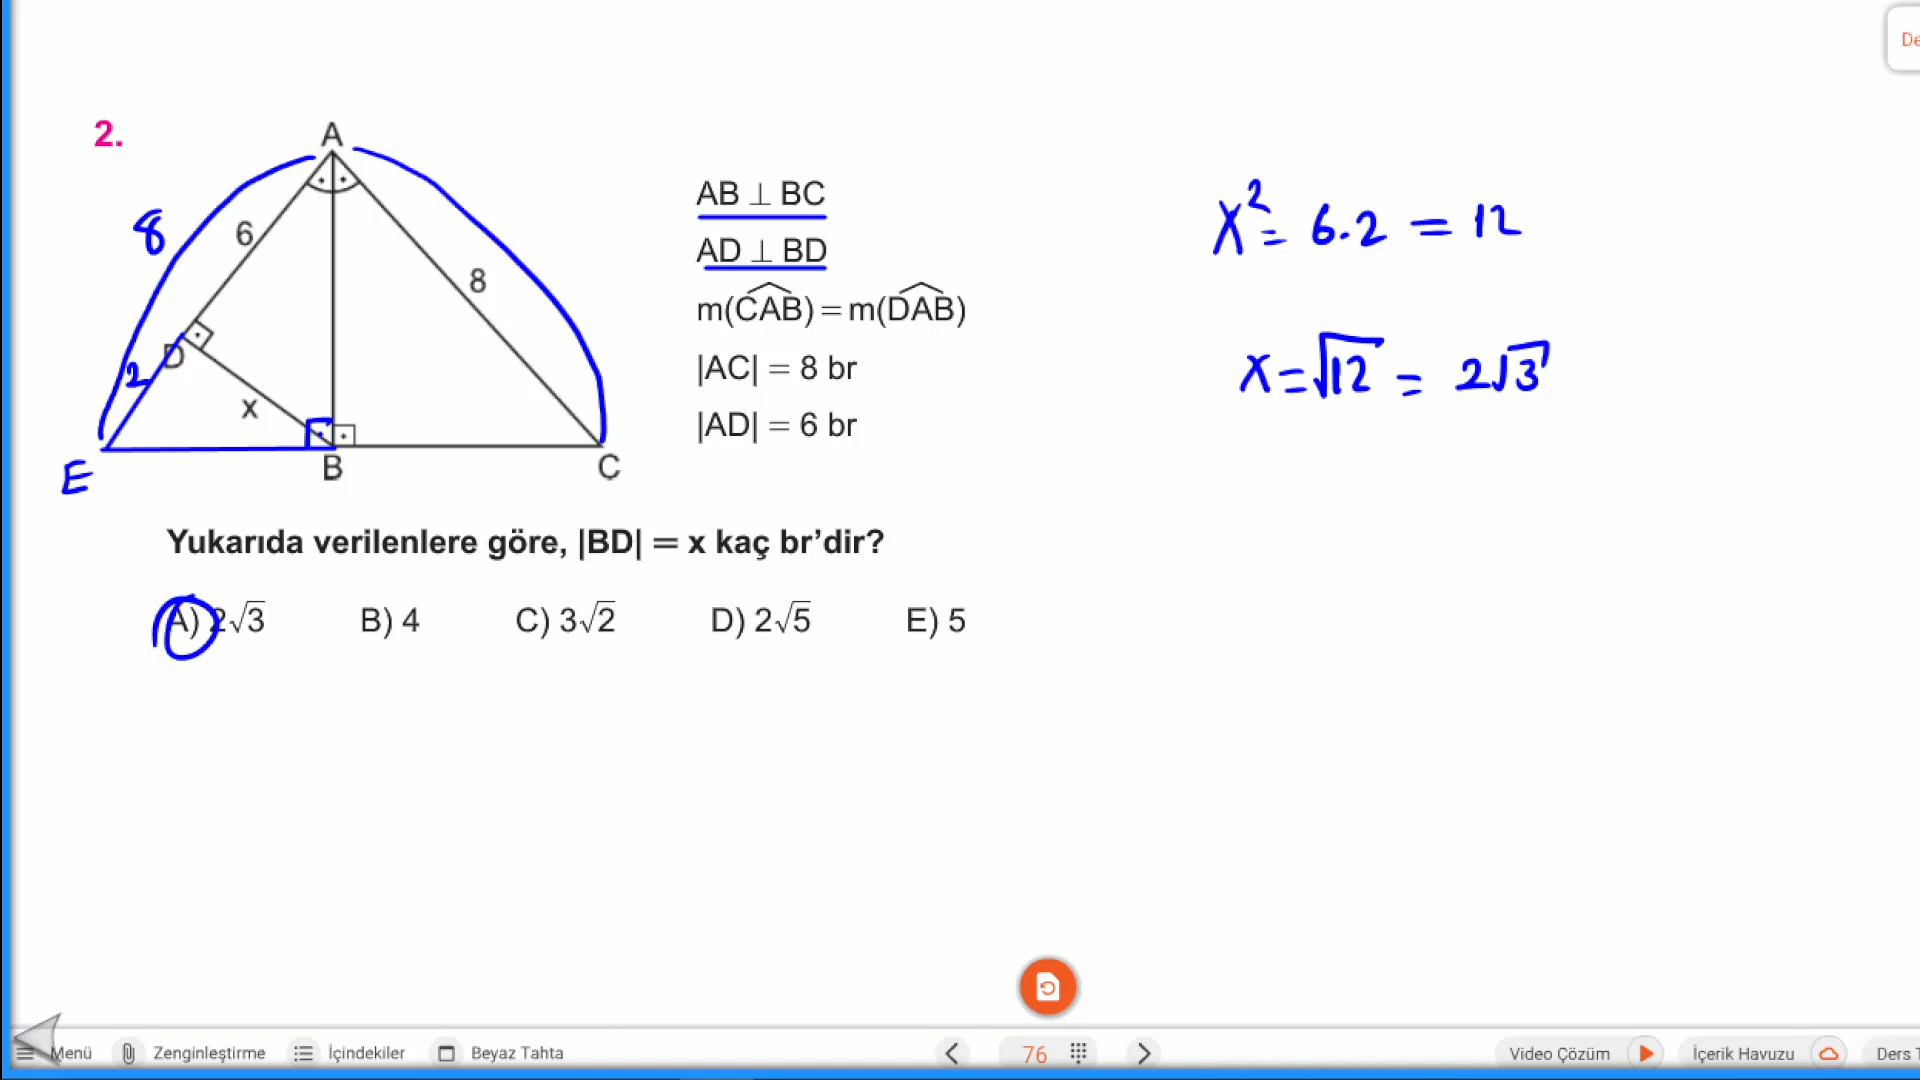 De
2.
A
8
6
8
D
2
x
E
B
C
AB ⊥ BC
AD ⊥ BD
m(CAB) = m(DAB)
|AC| = 8 br
|AD| = 6 br
x² = 6.2 = 12
x = √12 = 2√3
Yukarıda verilenlere göre, |BD| = x kaç br’dir?
A) 2√3 B) 4 C) 3√2 D) 2√5 E) 5
Menü Zenginleştirme İçindekiler Beyaz Tahta 76 Video Çözüm İçerik Havuzu Ders